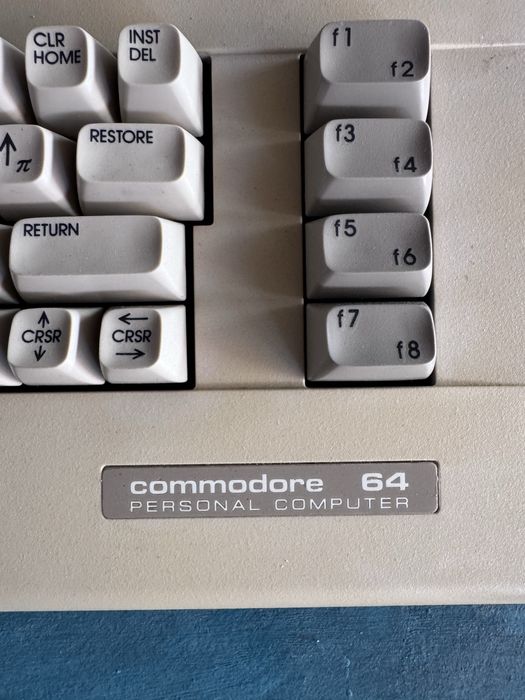 CLR
HOME
INST
DEL
f1
f2
↑ π
RESTORE
f3
f4
RETURN
f5
f6
↑
CRSR
↓
←
CRSR
→
f7
f8
commodore 64
PERSONAL COMPUTER